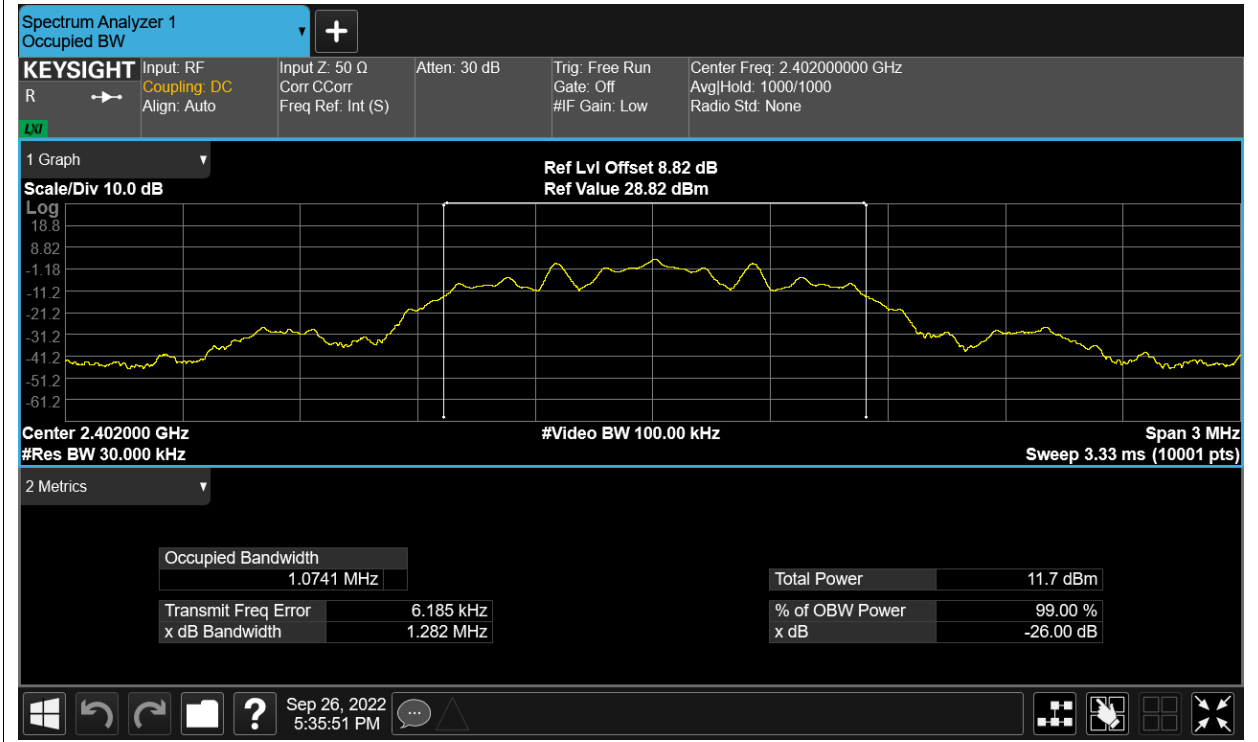 Spectrum Analyzer 1
Occupied BW
KEYSIGHT
R
LXI
Input: RF
Coupling: DC
Align: Auto
Input Z: 50 Ω
Corr CCorr
Freq Ref: Int (S)
Atten: 30 dB
Trig: Free Run
Gate: Off
#IF Gain: Low
Center Freq: 2.402000000 GHz
Avg|Hold: 1000/1000
Radio Std: None
1 Graph
Scale/Div 10.0 dB
Ref Lvl Offset 8.82 dB
Ref Value 28.82 dBm
Log
18.8
8.82
-1.18
-11.2
-21.2
-31.2
-41.2
-51.2
-61.2
Center 2.402000 GHz
#Video BW 100.00 kHz
Span 3 MHz
#Res BW 30.000 kHz
Sweep 3.33 ms (10001 pts)
2 Metrics
Occupied Bandwidth
1.0741 MHz
Total Power 11.7 dBm
Transmit Freq Error 6.185 kHz
% of OBW Power 99.00 %
x dB Bandwidth 1.282 MHz
x dB -26.00 dB
?
Sep 26, 2022
5:35:51 PM